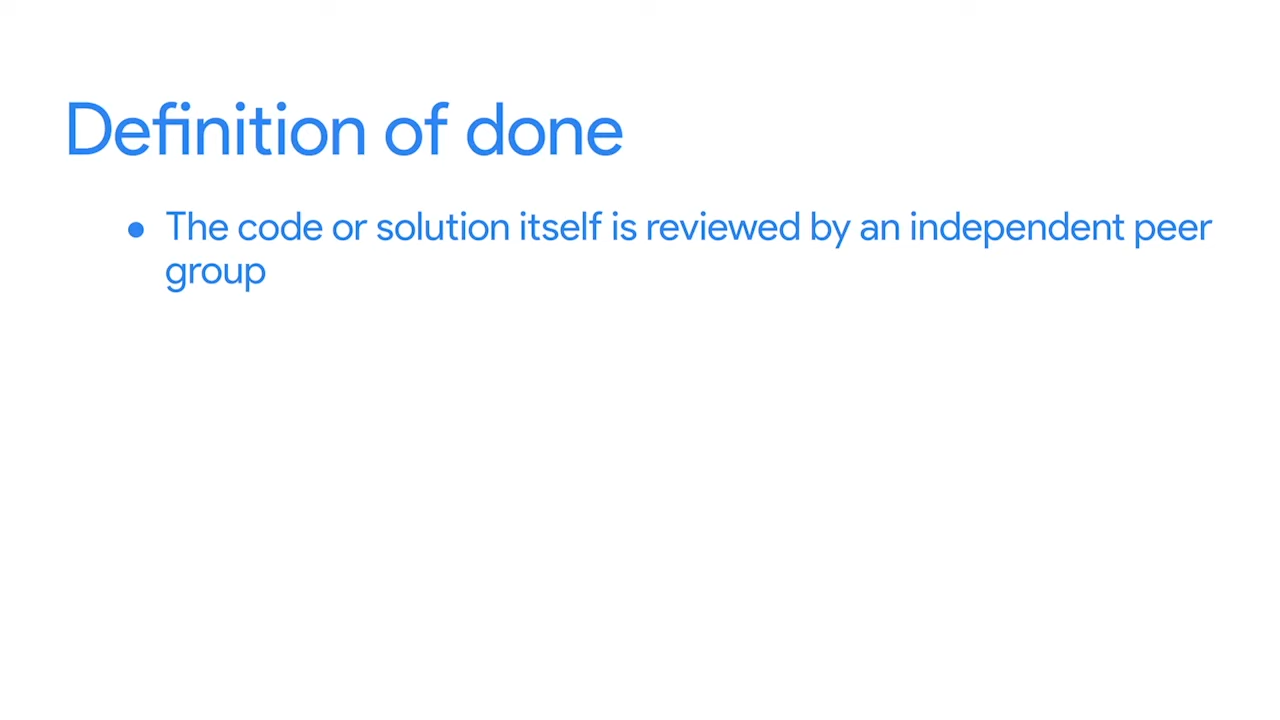 Definition of done
● The code or solution itself is reviewed by an independent peer
group